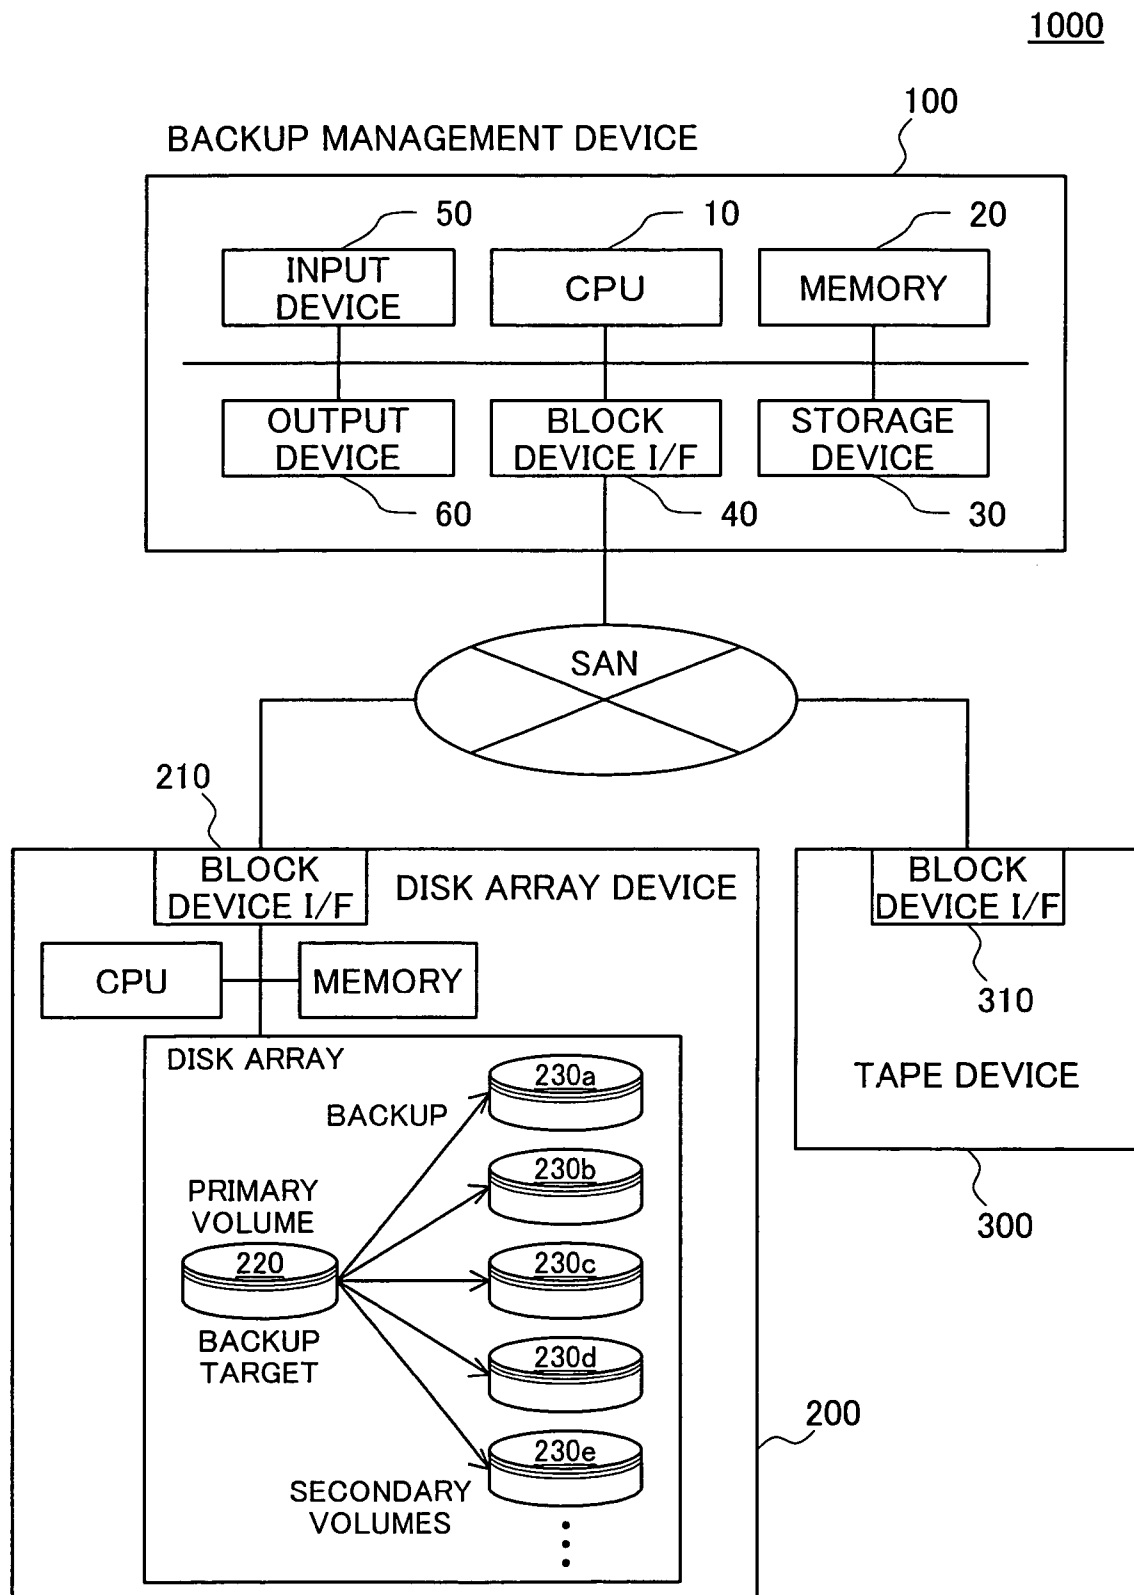 1000
100
BACKUP MANAGEMENT DEVICE
50
10
20
INPUT
DEVICE
CPU
MEMORY
OUTPUT
DEVICE
BLOCK
DEVICE I/F
STORAGE
DEVICE
60
40
30
SAN
210
BLOCK
DEVICE I/F
DISK ARRAY DEVICE
BLOCK
DEVICE I/F
CPU
MEMORY
310
DISK ARRAY
TAPE DEVICE
230a
BACKUP
230b
PRIMARY
VOLUME
300
220
230c
BACKUP
TARGET
230d
200
230e
SECONDARY
VOLUMES